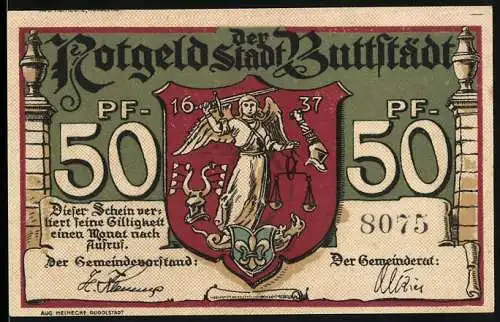 Notgeld der Stadt Buttstädt
16 37
PF- PF-
50 50
Dieser Schein ver-
liert seine Gültigkeit
einen Monat nach
Aufruf.
8075
Der Gemeindevorstand:
Der Gemeinderat:
AUG. HEINECKE, RUDOLSTADT